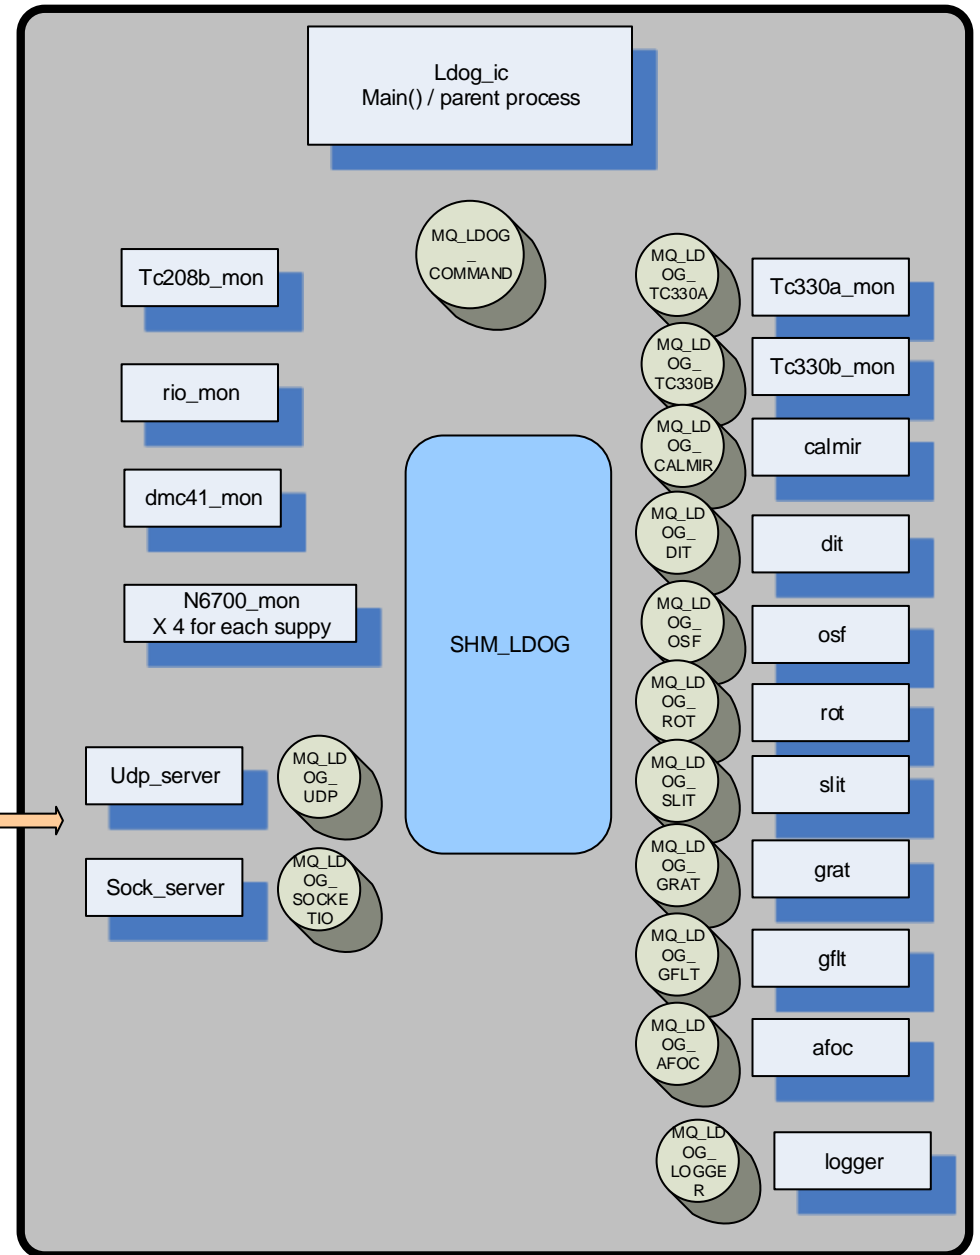 Ldog_ic
Main() / parent process
MQ_LDOG
_
COMMAND
Tc208b_mon
rio_mon
dmc41_mon
N6700_mon
X 4 for each suppy
Udp_server
MQ_LD
OG_
UDP
Sock_server
MQ_LD
OG_
SOCKE
TIO
SHM_LDOG
MQ_LD
OG_
TC330A
Tc330a_mon
MQ_LD
OG_
TC330B
Tc330b_mon
MQ_LD
OG_
CALMIR
calmir
MQ_LD
OG_
DIT
dit
MQ_LD
OG_
OSF
osf
MQ_LD
OG_
ROT
rot
MQ_LD
OG_
SLIT
slit
MQ_LD
OG_
GRAT
grat
MQ_LD
OG_
GFLT
gflt
MQ_LD
OG_
AFOC
afoc
MQ_LD
OG_
LOGGE
R
logger